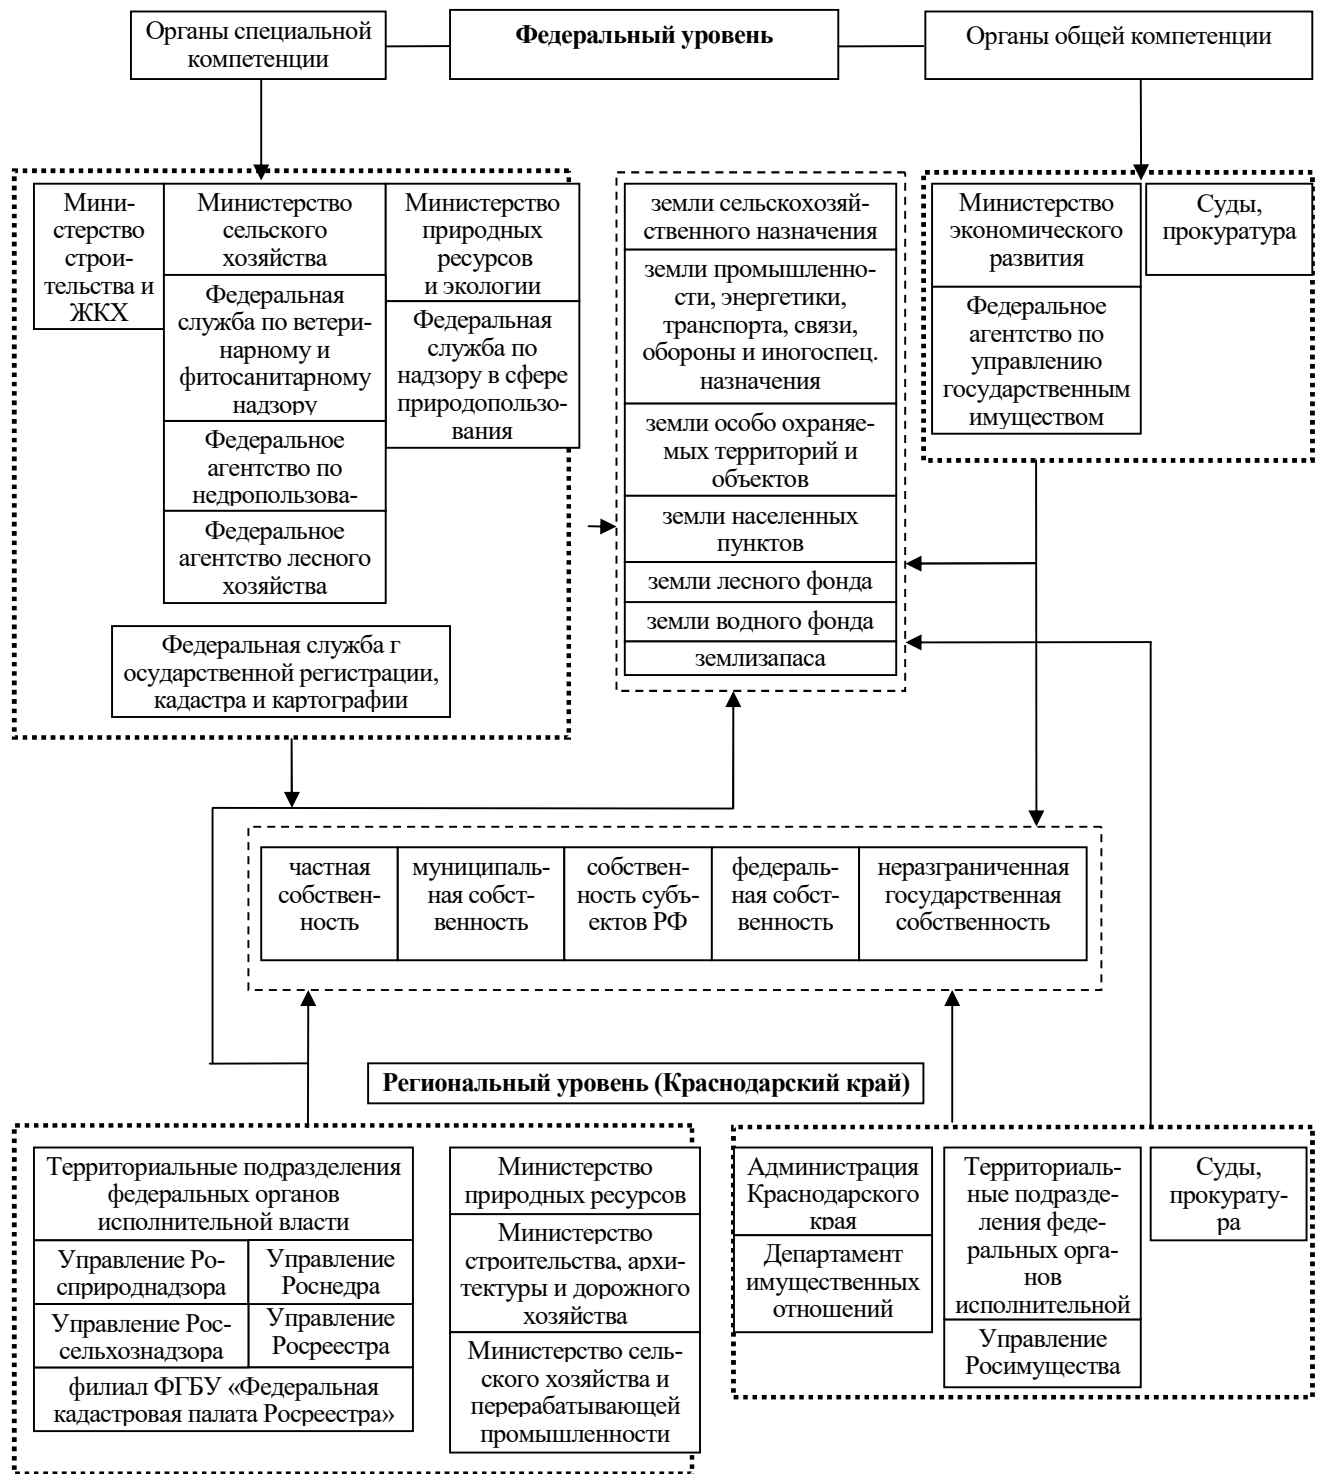 Органы специальной
компетенции
Федеральный уровень
Органы общей компетенции
Мини-
стерство
строи-
тельства и
ЖКХ
Министерство
сельского
хозяйства
Федеральная
служба по ветери-
нарному и
фитосанитарному
надзору
Федеральное
агентство по
недропользова-
Федеральное
агентство лесного
хозяйства
Министерство
природных
ресурсов
и экологии
Федеральная
служба по
надзору в сфере
природопользо-
вания
Федеральная служба г
осударственной регистрации,
кадастра и картографии
земли сельскохозяй-
ственного назначения
земли промышленно-
сти, энергетики,
транспорта, связи,
обороны и иногоспец.
назначения
земли особо охраняе-
мых территорий и
объектов
земли населенных
пунктов
земли лесного фонда
земли водного фонда
землизапаса
Министерство
экономического
развития
Федеральное
агентство по
управлению
государственным
имуществом
Суды,
прокуратура
частная
собствен-
ность
муниципаль-
ная собст-
венность
собствен-
ность субъ-
ектов РФ
федераль-
ная собст-
венность
неразграниченная
государственная
собственность
Региональный уровень (Краснодарский край)
Территориальные подразделения
федеральных органов
исполнительной власти
Управление Ро-
сприроднадзора
Управление
Роснедра
Управление Рос-
сельхознадзора
Управление
Росреестра
филиал ФГБУ «Федеральная
кадастровая палата Росреестра»
Министерство
природных ресурсов
Министерство
строительства, архи-
тектуры и дорожного
хозяйства
Министерство сель-
ского хозяйства и
перерабатывающей
промышленности
Администрация
Краснодарского
края
Департамент
имущественных
отношений
Территориаль-
ные подразде-
ления феде-
ральных орга-
нов
исполнительной
Управление
Росимущества
Суды,
прокурату-
ра